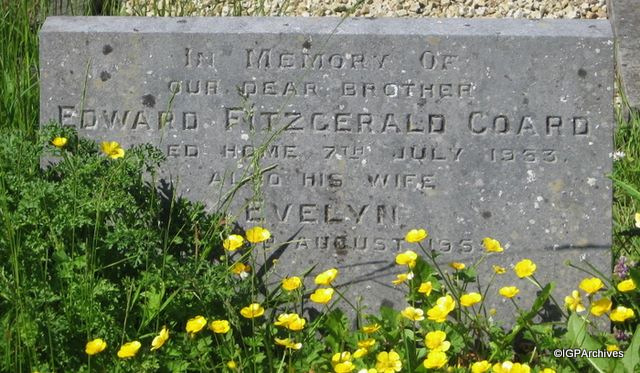 IN MEMORY OF
OUR DEAR BROTHER
EDWARD FITZGERALD COARD
HOME 7TH JULY 1953.
ALSO HIS WIFE
EVELYN
AUGUST
©IGPArchives